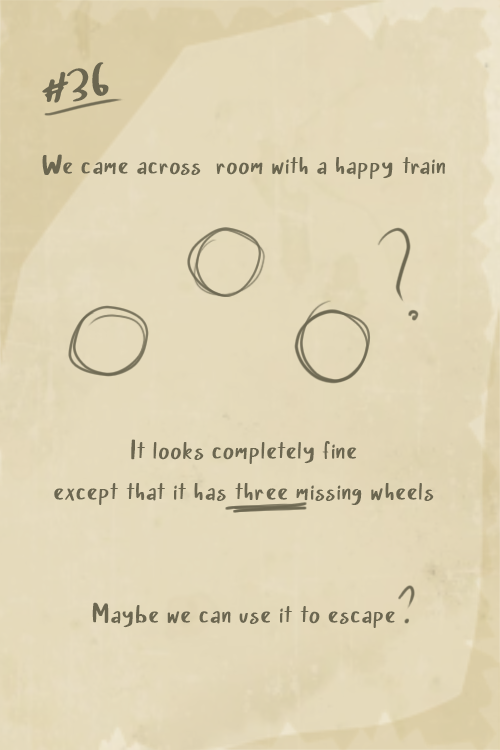 #36
We came across room with a happy train
?
It looks completely fine
except that it has three missing wheels
Maybe we can use it to escape?